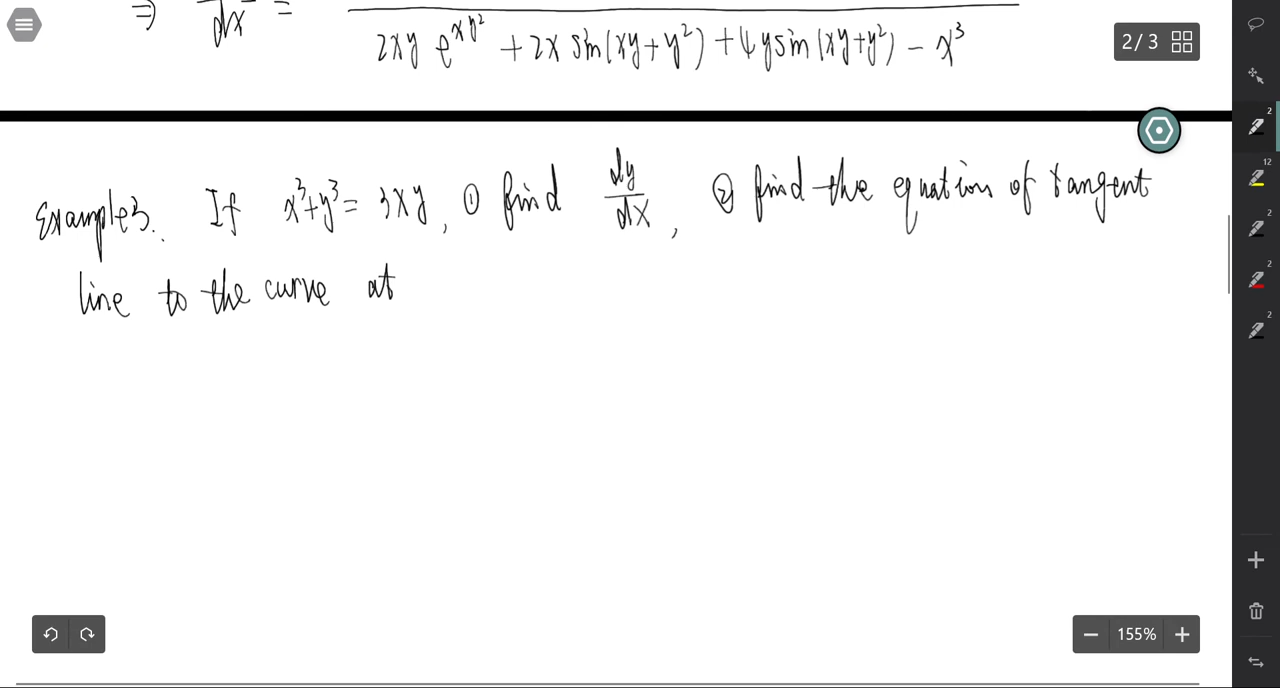 ⇒ dx =
2xy e^{xy²} + 2x sin(xy+y²) + 4y sin(xy+y²) − x³
2/3
Example3. If x³+y³ = 3xy, ① find dy/dx, ② find the equation of tangent
line to the curve at
155%